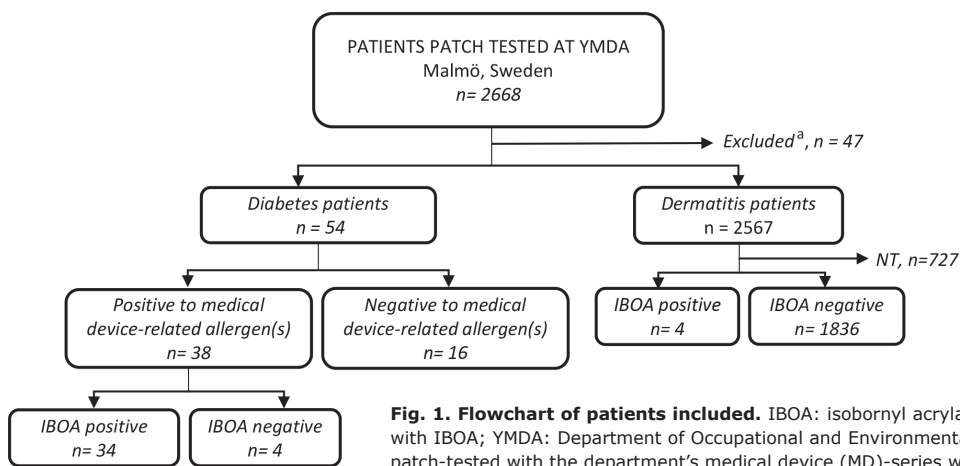 PATIENTS PATCH TESTED AT YMDA
Malmö, Sweden
n= 2668
Excluded a, n = 47
Diabetes patients
n = 54
Dermatitis patients
n = 2567
NT, n=727
Positive to medical
device-related allergen(s)
n= 38
Negative to medical
device-related allergen(s)
n= 16
IBOA positive
n= 4
IBOA negative
n= 1836
IBOA positive
n= 34
IBOA negative
n= 4
Fig. 1. Flowchart of patients included. IBOA: isobornyl
with IBOA; YMDA: Department of Occupational and
patch-tested with the department's medical device (MD)-series